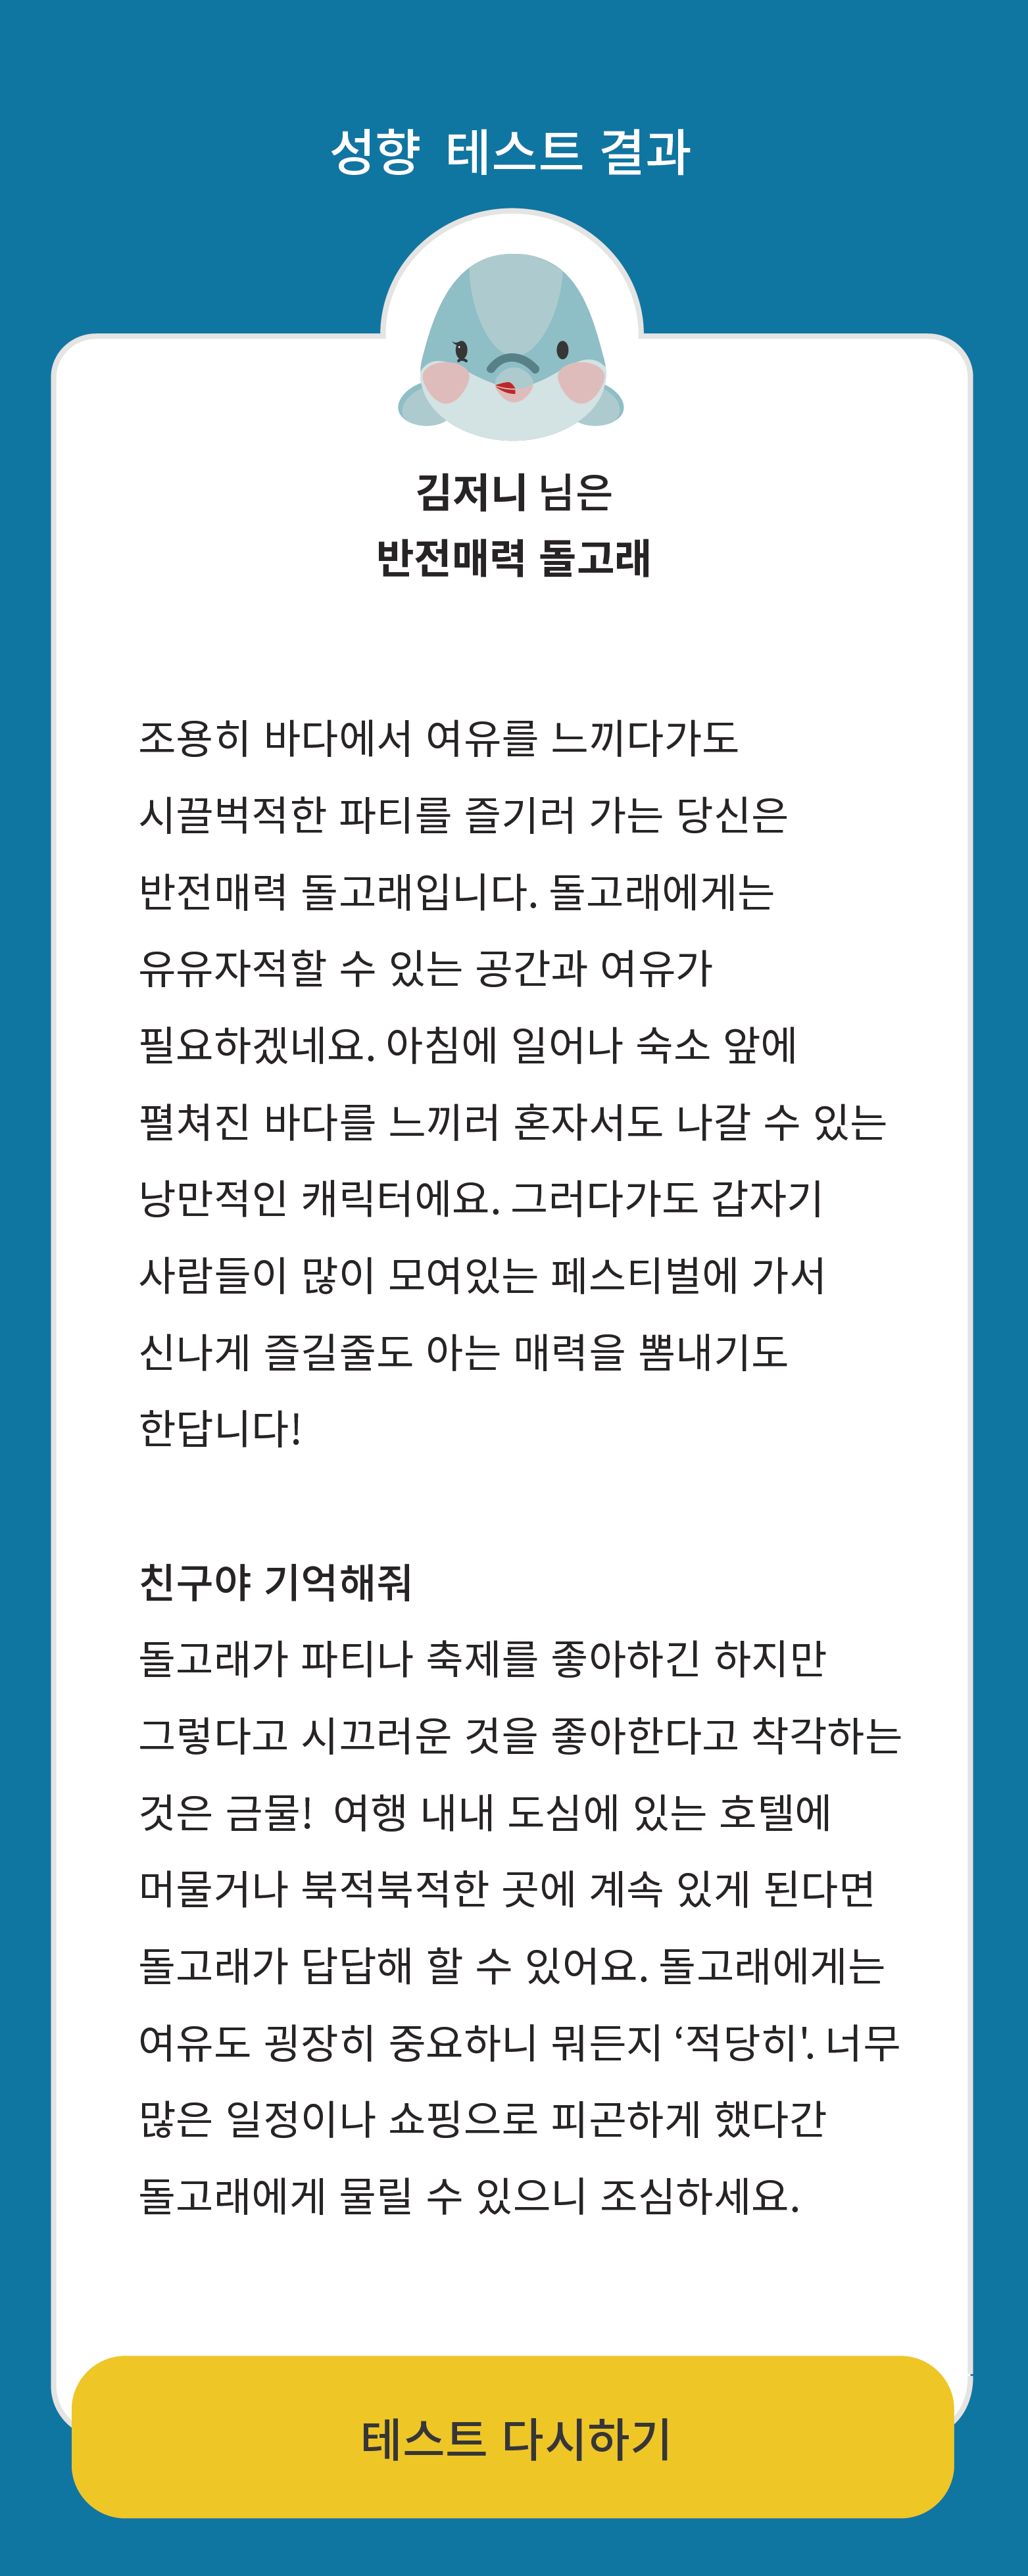 성향 테스트 결과
김저니 님은
반전매력 돌고래
조용히 바다에서 여유를 느끼다가도
시끌벅적한 파티를 즐기러 가는 당신은
반전매력 돌고래입니다. 돌고래에게는
유유자적할 수 있는 공간과 여유가
필요하겠네요. 아침에 일어나 숙소 앞에
펼쳐진 바다를 느끼러 혼자서도 나갈 수 있는
낭만적인 캐릭터에요. 그러다가도 갑자기
사람들이 많이 모여있는 페스티벌에 가서
신나게 즐길줄도 아는 매력을 뽐내기도
한답니다!
친구야 기억해줘
돌고래가 파티나 축제를 좋아하긴 하지만
그렇다고 시끄러운 것을 좋아한다고 착각하는
것은 금물! 여행 내내 도심에 있는 호텔에
머물거나 북적북적한 곳에 계속 있게 된다면
돌고래가 답답해 할 수 있어요. 돌고래에게는
여유도 굉장히 중요하니 뭐든지 ‘적당히'. 너무
많은 일정이나 쇼핑으로 피곤하게 했다간
돌고래에게 물릴 수 있으니 조심하세요.
테스트 다시하기